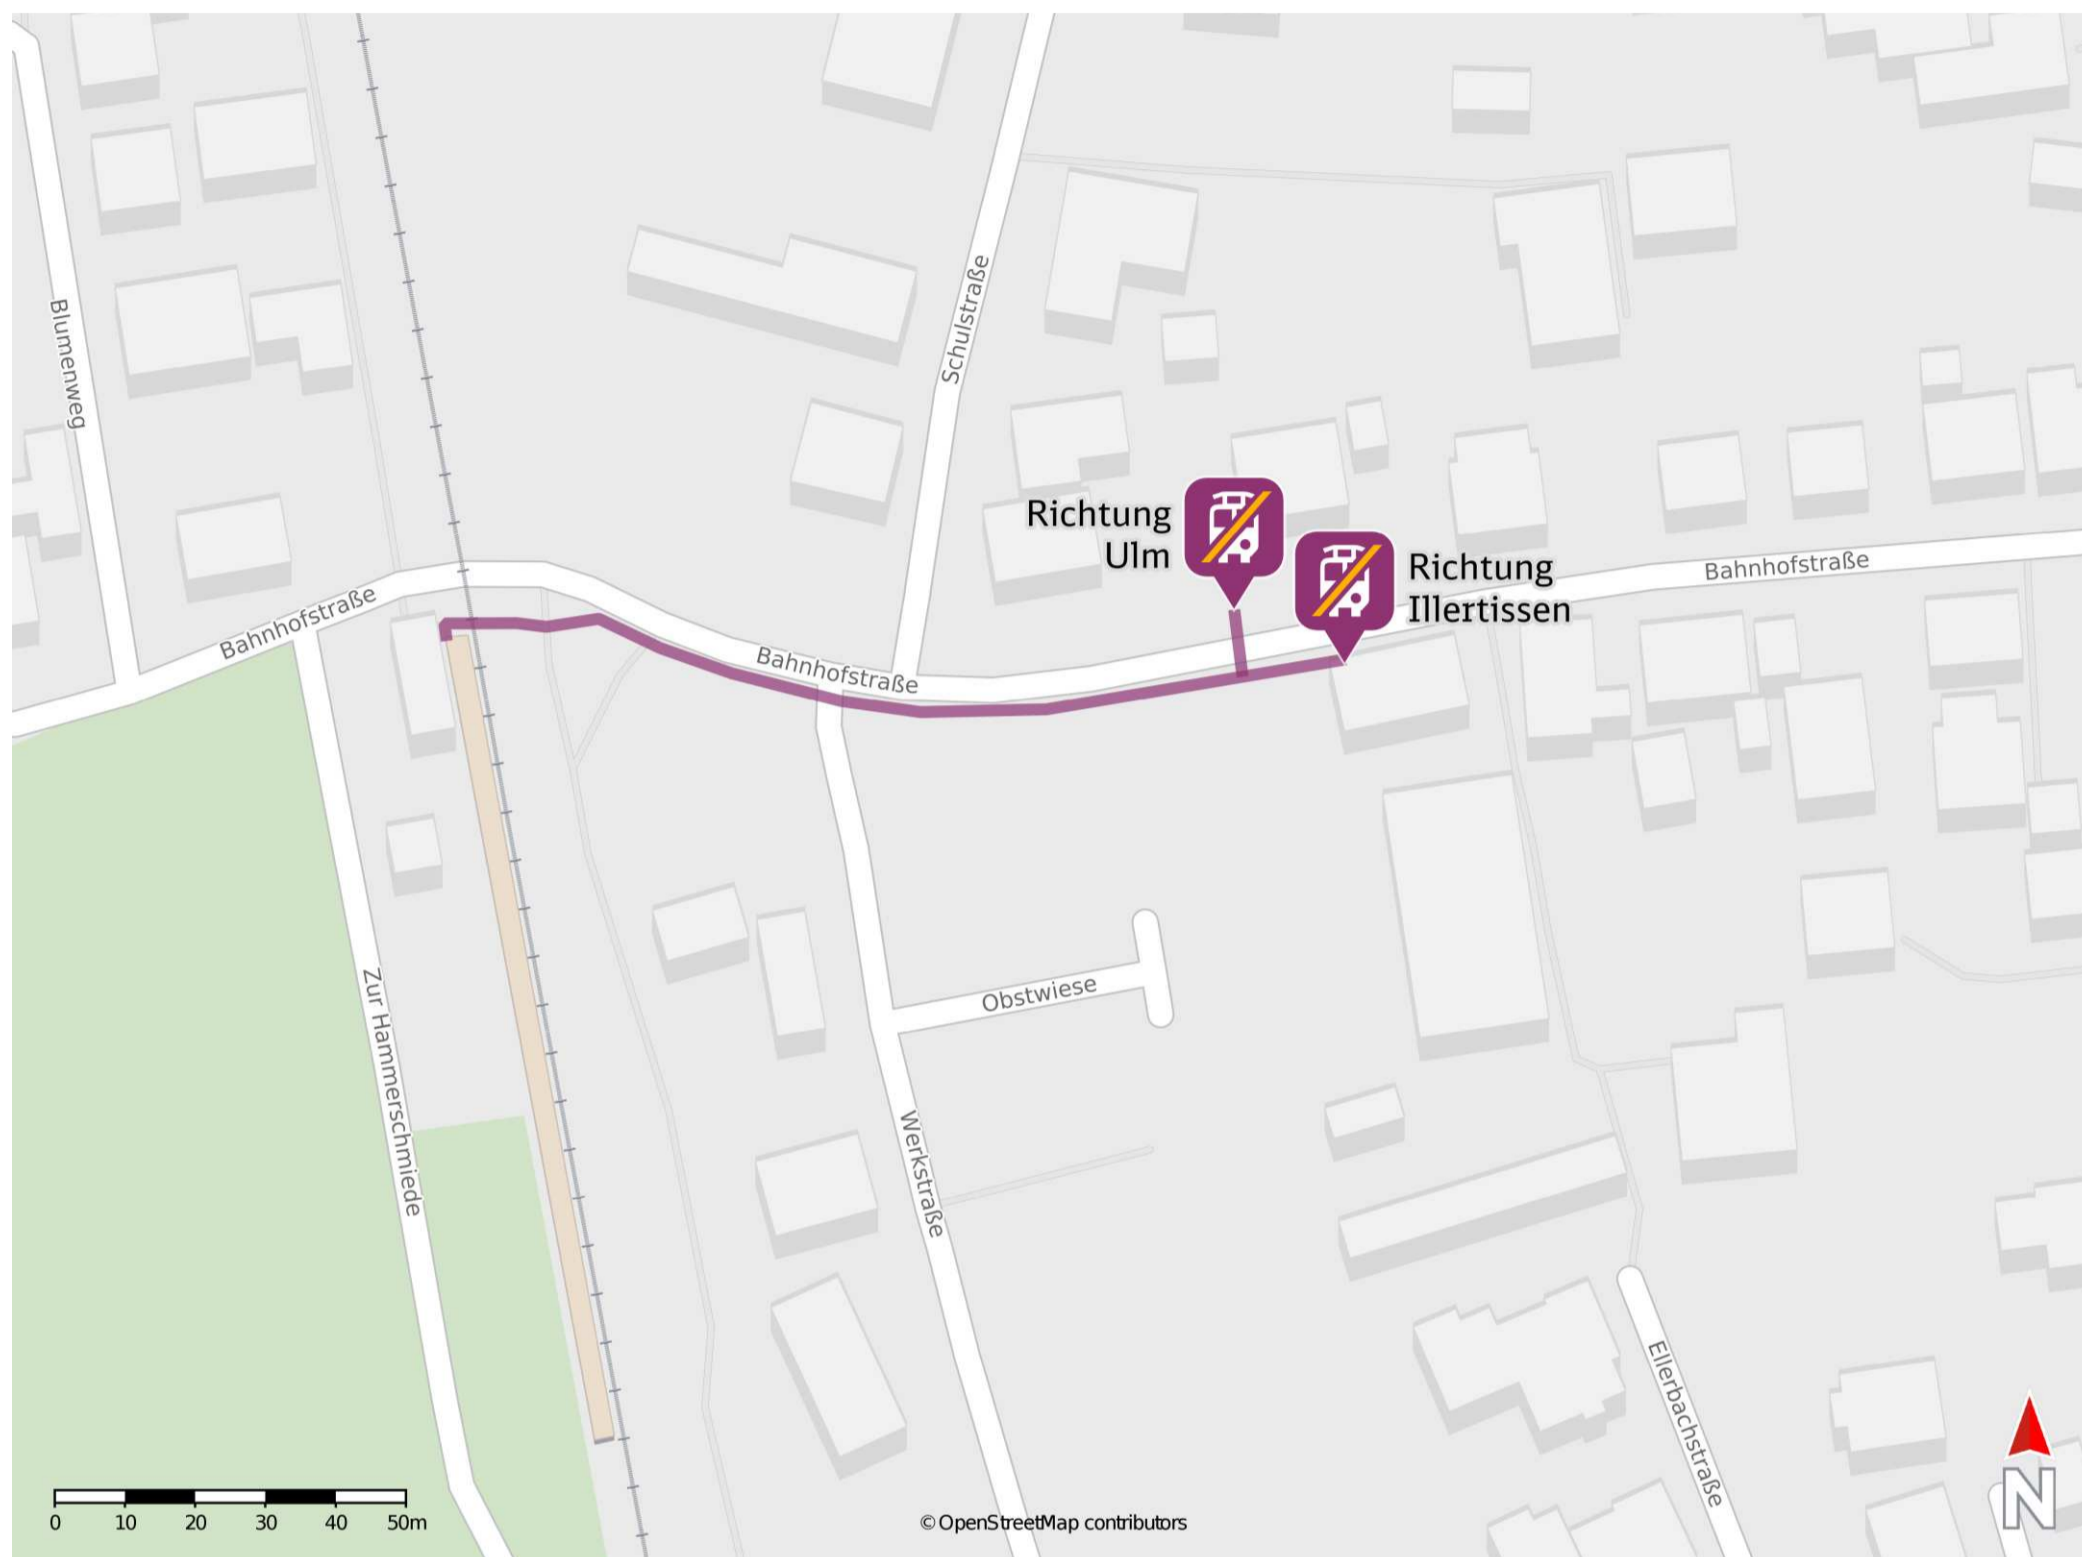 Blumenweg
Schulstraße
Richtung
Ulm
Richtung
Illertissen
Bahnhofstraße
Bahnhofstraße
Bahnhofstraße
Zur Hammerschmiede
Obstwiese
Werkstraße
Ellerbachstraße
0 10 20 30 40 50m
© OpenStreetMap contributors
N